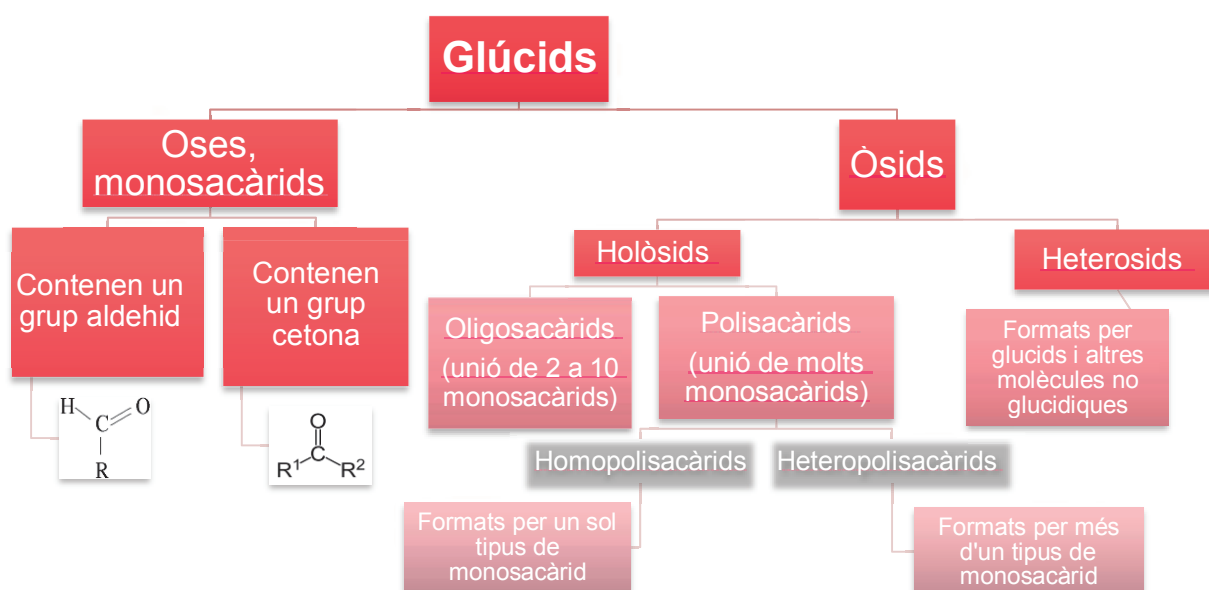 Glúcids
Oses,
monosacàrids
Òsids
Contenen un
grup aldehid
Contenen
un grup
cetona
Holòsids
Heterosids
Oligosacàrids
(unió de 2 a 10
monosacàrids)
Polisacàrids
(unió de molts
monosacàrids)
Formats per
glucids i altres
molècules no
glucidiques
H
C
O
R
O
R¹
C
R²
Homopolisacàrids
Heteropolisacàrids
Formats per un sol
tipus de
monosacàrid
Formats per més
d'un tipus de
monosacàrid